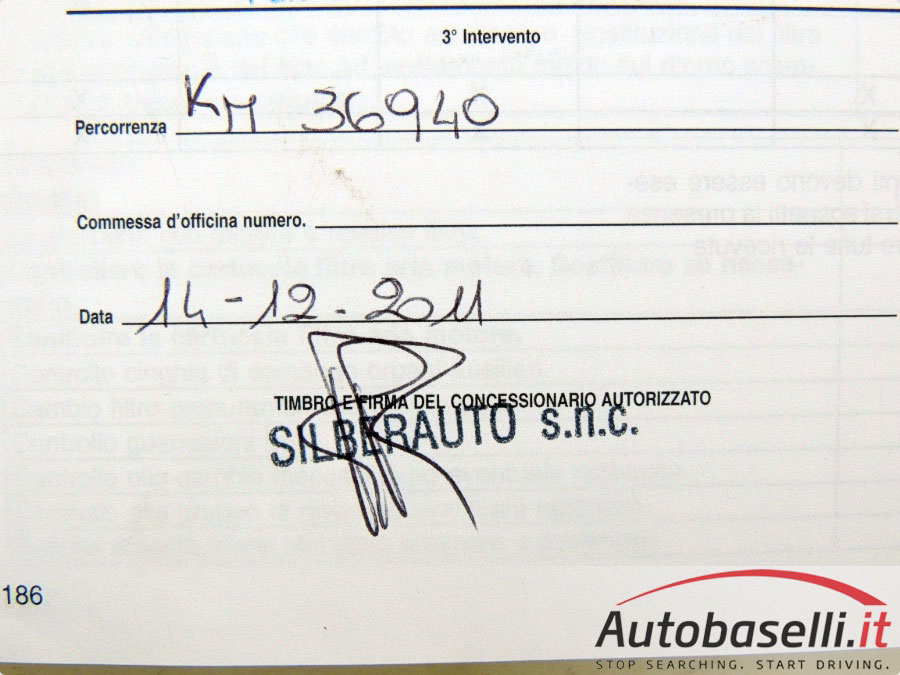 3° Intervento
Percorrenza KM 36940
Commessa d'officina numero.
Data 14-12-2011
TIMBRO E FIRMA DEL CONCESSIONARIO AUTORIZZATO
SILBERAUTO s.n.c.
186
Autobaselli.it
STOP SEARCHING. START DRIVING.